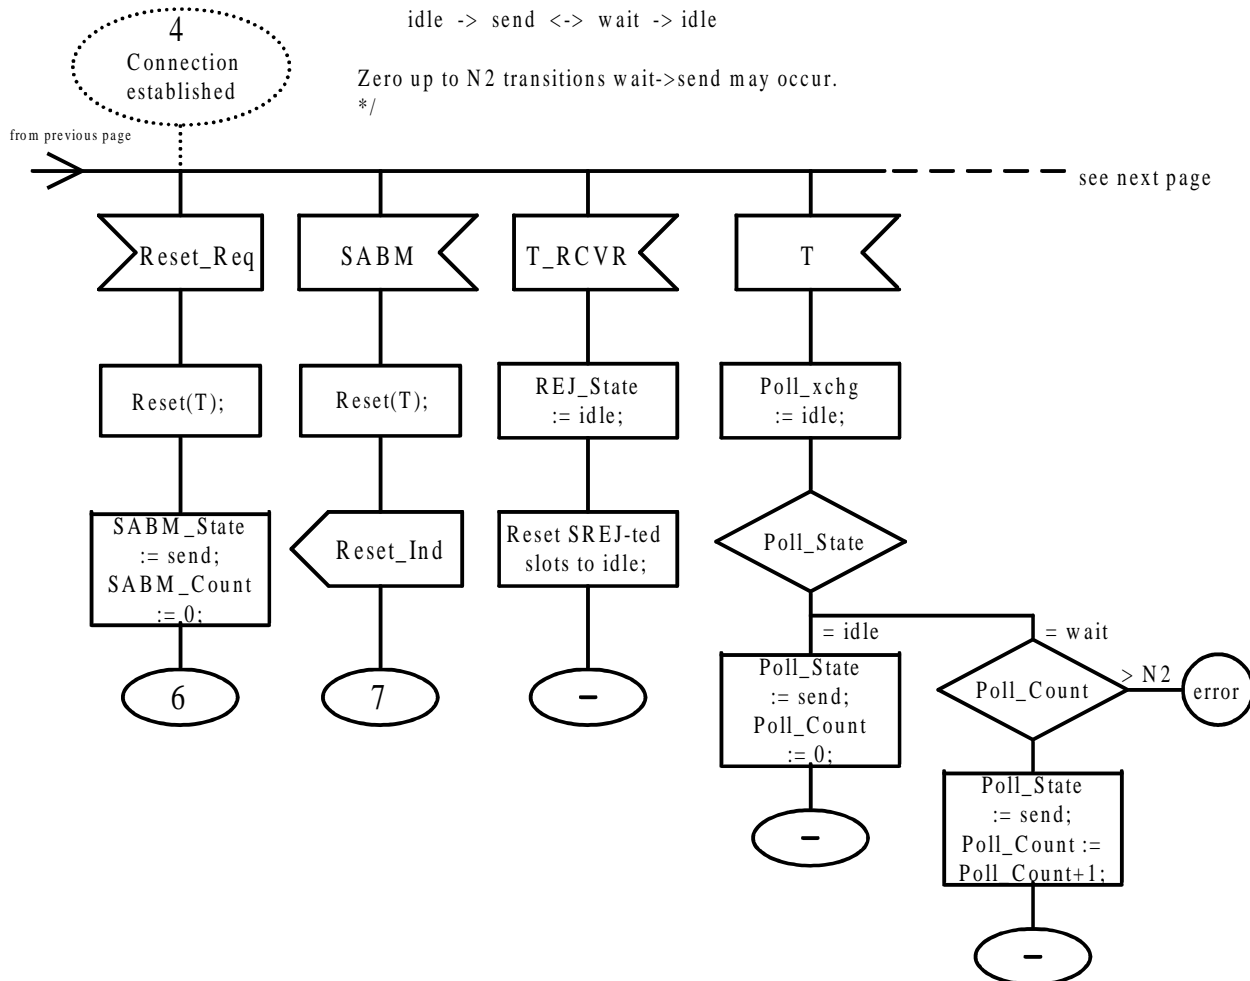 idle -> send <-> wait -> idle
4
Connection
established
Zero up to N2 transitions wait->send may occur.
*/
from previous page
see next page
Reset_Req
SABM
T_RCVR
T
Reset(T);
Reset(T);
REJ_State
:= idle;
Poll_xchg
:= idle;
SABM_State
:= send;
SABM_Count
:= 0;
Reset_Ind
Reset SREJ-ted
slots to idle;
Poll_State
= idle
= wait
6
7
-
Poll_State
:= send;
Poll_Count
:= 0;
Poll_Count
> N2
error
-
Poll_State
:= send;
Poll_Count :=
Poll_Count+1;
-